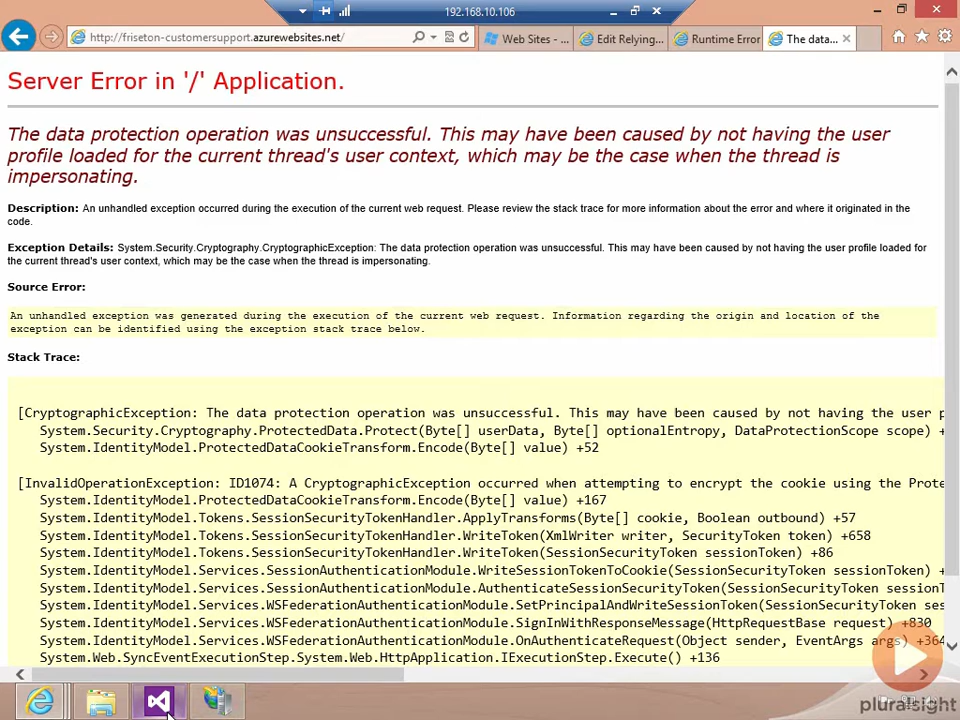 192.168.10.106
http://friseton-customersupport.azurewebsites.net/
Web Sites - ...
Edit Relying...
Runtime Error
The data...
Server Error in '/' Application.
The data protection operation was unsuccessful. This may have been caused by not having the user
profile loaded for the current thread's user context, which may be the case when the thread is
impersonating.
Description: An unhandled exception occurred during the execution of the current web request. Please review the stack trace for more information about the error and where it originated in the
code.
Exception Details: System.Security.Cryptography.CryptographicException: The data protection operation was unsuccessful. This may have been caused by not having the user profile loaded for
the current thread's user context, which may be the case when the thread is impersonating.
Source Error:
An unhandled exception was generated during the execution of the current web request. Information regarding the origin and location of the
exception can be identified using the exception stack trace below.
Stack Trace:
[CryptographicException: The data protection operation was unsuccessful. This may have been caused by not having the user p
System.Security.Cryptography.ProtectedData.Protect(Byte[] userData, Byte[] optionalEntropy, DataProtectionScope scope) +
System.IdentityModel.ProtectedDataCookieTransform.Encode(Byte[] value) +52
[InvalidOperationException: ID1074: A CryptographicException occurred when attempting to encrypt the cookie using the Prote
System.IdentityModel.ProtectedDataCookieTransform.Encode(Byte[] value) +167
System.IdentityModel.Tokens.SessionSecurityTokenHandler.ApplyTransforms(Byte[] cookie, Boolean outbound) +57
System.IdentityModel.Tokens.SessionSecurityTokenHandler.WriteToken(XmlWriter writer, SecurityToken token) +658
System.IdentityModel.Tokens.SessionSecurityTokenHandler.WriteToken(SessionSecurityToken sessionToken) +86
System.IdentityModel.Services.SessionAuthenticationModule.WriteSessionTokenToCookie(SessionSecurityToken sessionToken) +
System.IdentityModel.Services.SessionAuthenticationModule.AuthenticateSessionSecurityToken(SessionSecurityToken sessionT
System.IdentityModel.Services.WSFederationAuthenticationModule.SetPrincipalAndWriteSessionToken(SessionSecurityToken ses
System.IdentityModel.Services.WSFederationAuthenticationModule.SignInWithResponseMessage(HttpRequestBase request) +830
System.IdentityModel.Services.WSFederationAuthenticationModule.OnAuthenticateRequest(Object sender, EventArgs args) +364
System.Web.SyncEventExecutionStep.System.Web.HttpApplication.IExecutionStep.Execute() +136
pluralsight